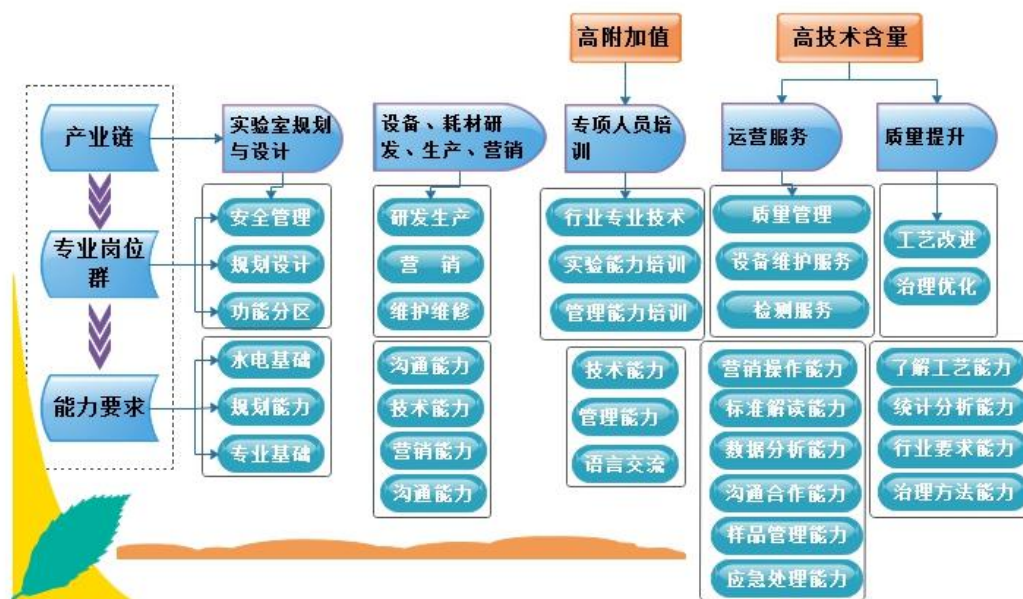 高附加值
高技术含量
产业链
实验室规划
与设计
设备、耗材研
发、生产、营销
专项人员培
训
运营服务
质量提升
专业岗位
群
安全管理
规划设计
功能分区
研发生产
营 销
维护维修
行业专业技术
实验能力培训
管理能力培训
质量管理
设备维护服务
检测服务
工艺改进
治理优化
能力要求
水电基础
规划能力
专业基础
沟通能力
技术能力
营销能力
沟通能力
技术能力
管理能力
语言交流
营销操作能力
标准解读能力
数据分析能力
沟通合作能力
样品管理能力
应急处理能力
了解工艺能力
统计分析能力
行业要求能力
治理方法能力